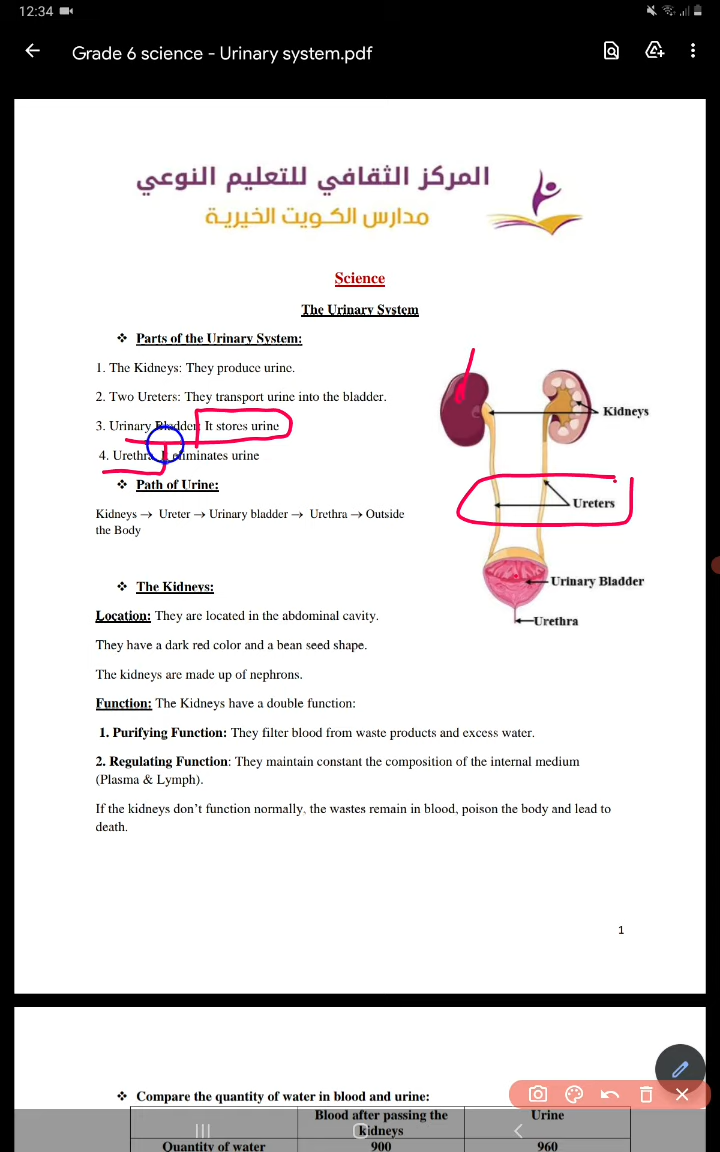 12:34
Grade 6 science - Urinary system.pdf
المركز الثقافي للتعليم النوعي
مدارس الكويت الخيرية
Science
The Urinary System
❖ Parts of the Urinary System:
1. The Kidneys: They produce urine.
2. Two Ureters: They transport urine into the bladder.
3. Urinary Bladder: It stores urine
4. Urethra: It eliminates urine
Kidneys
Ureters
Urinary Bladder
Urethra
❖ Path of Urine:
Kidneys → Ureter → Urinary bladder → Urethra → Outside
the Body
❖ The Kidneys:
Location: They are located in the abdominal cavity.
They have a dark red color and a bean seed shape.
The kidneys are made up of nephrons.
Function: The Kidneys have a double function:
1. Purifying Function: They filter blood from waste products and excess water.
2. Regulating Function: They maintain constant the composition of the internal medium
(Plasma & Lymph).
If the kidneys don't function normally, the wastes remain in blood, poison the body and lead to
death.
1
❖ Compare the quantity of water in blood and urine:
Blood after passing the Urine
kidneys
Quantity of water 900 960